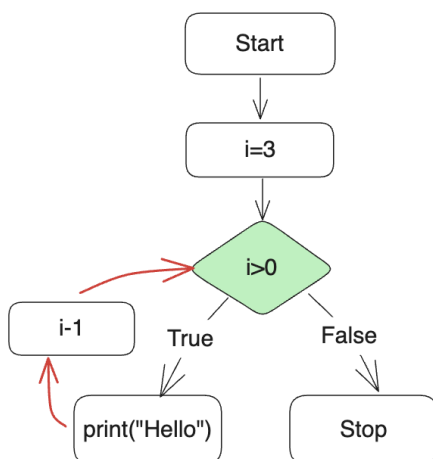 Start
i=3
i>0
i-1
True
False
print("Hello")
Stop